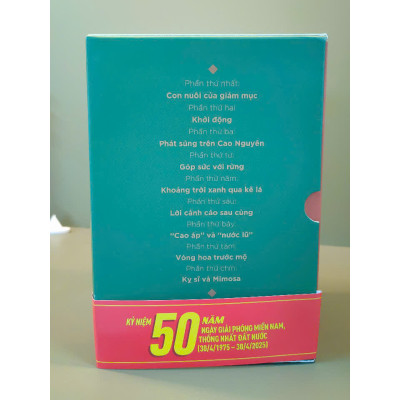 Phần thứ nhất:
Con nuôi của giám mục
Phần thứ hai:
Khởi động
Phần thứ ba:
Phát súng trên Cao Nguyên
Phần thứ tư:
Góp sức với rừng
Phần thứ năm:
Khoảng trời xanh qua kẽ lá
Phần thứ sáu:
Lời cảnh cáo sau cùng
Phần thứ bảy:
“Cao áp” và “nước lũ”
Phần thứ tám:
Vòng hoa trước mộ
Phần thứ chín:
Kỵ sĩ và Mimosa
KỶ NIỆM 50 NĂM
NGÀY GIẢI PHÓNG MIỀN NAM,
THỐNG NHẤT ĐẤT NƯỚC
(30/4/1975 – 30/4/2025)